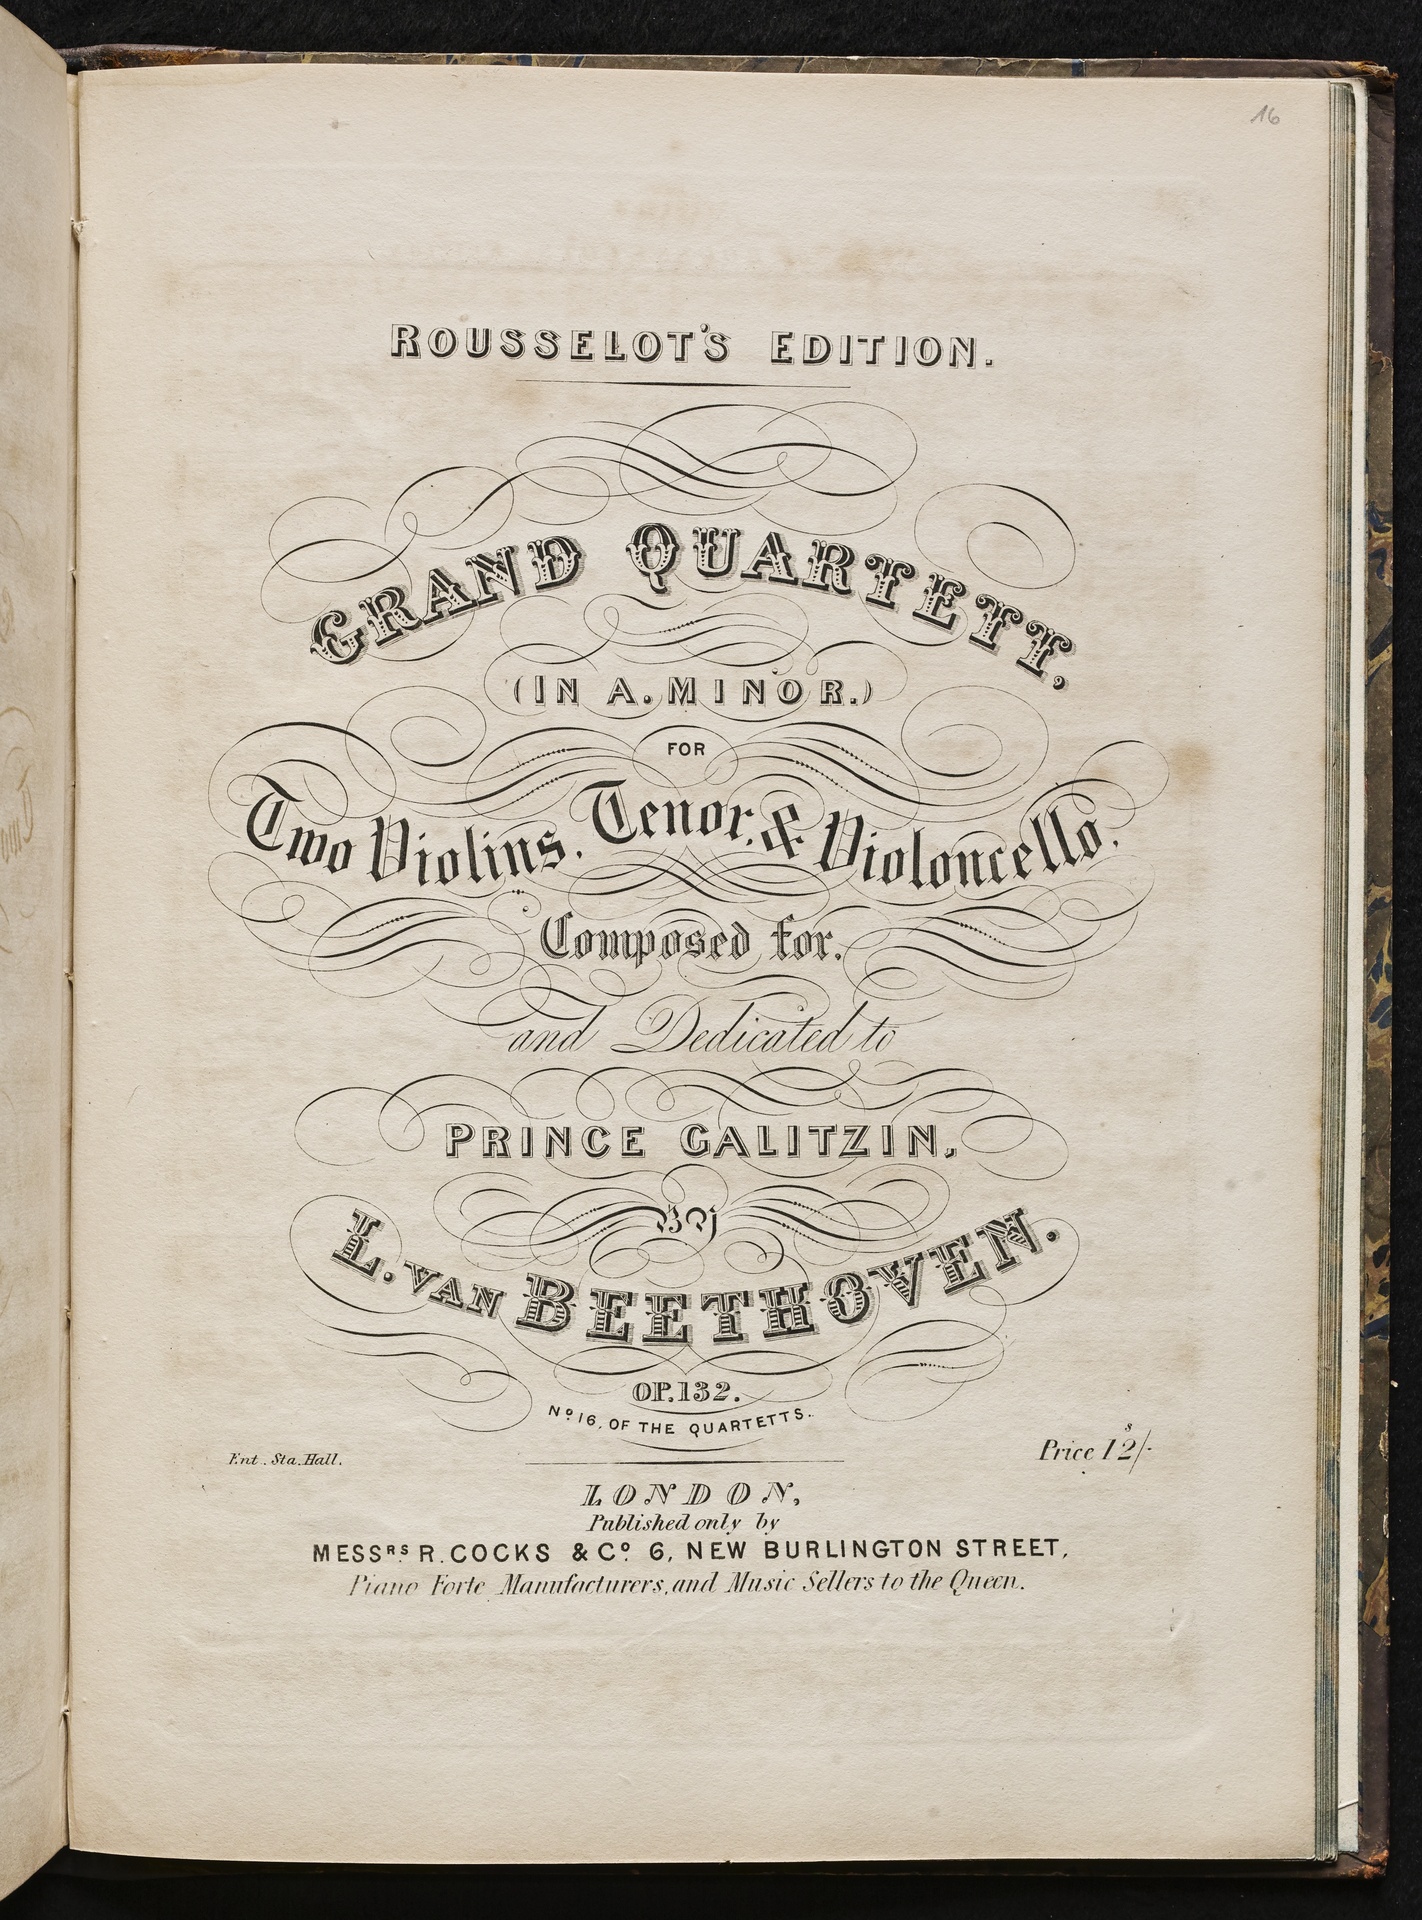 16
ROUSSELOT'S EDITION.
GRAND QUARTETT,
(IN A. MINOR.)
FOR
Two Violins, Tenor, & Violoncello,
Composed for,
and Dedicated to
PRINCE GALITZIN,
By
L. VAN BEETHOVEN.
OP. 132.
Nº 16, OF THE QUARTETTS.
Ent. Sta. Hall.
Price 12s/-
LONDON,
Published only by
MESSRS R. COCKS & Cº 6, NEW BURLINGTON STREET,
Piano Forte Manufacturers, and Music Sellers to the Queen.